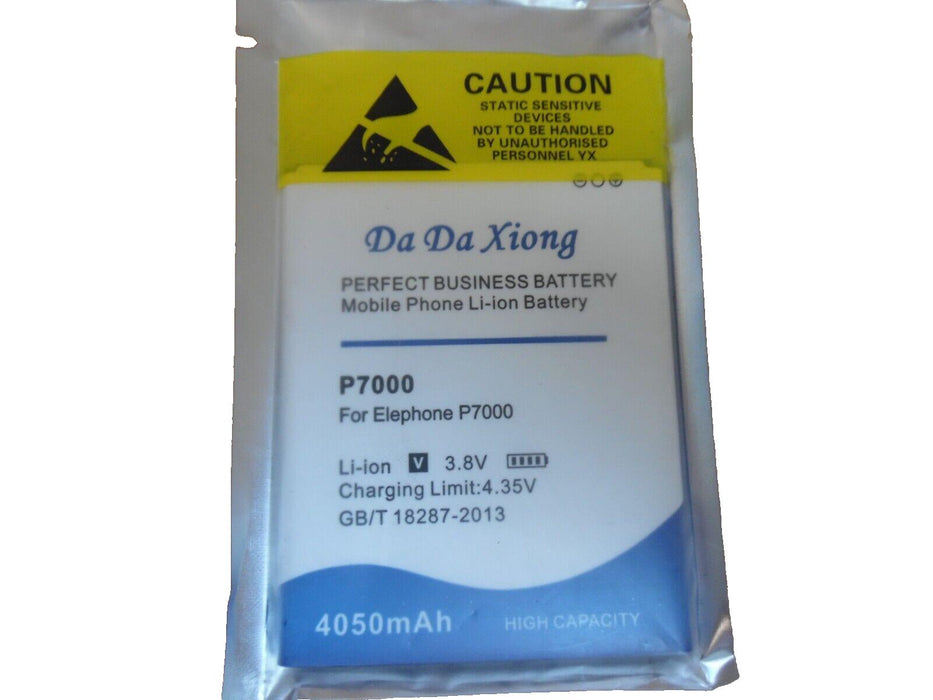 CAUTION
STATIC SENSITIVE
DEVICES
NOT TO BE HANDLED
BY UNAUTHORISED
PERSONNEL YX
Da Da Xiong
PERFECT BUSINESS BATTERY
Mobile Phone Li-ion Battery
P7000
For Elephone P7000
Li-ion V 3.8V
Charging Limit:4.35V
GB/T 18287-2013
4050mAh HIGH CAPACITY